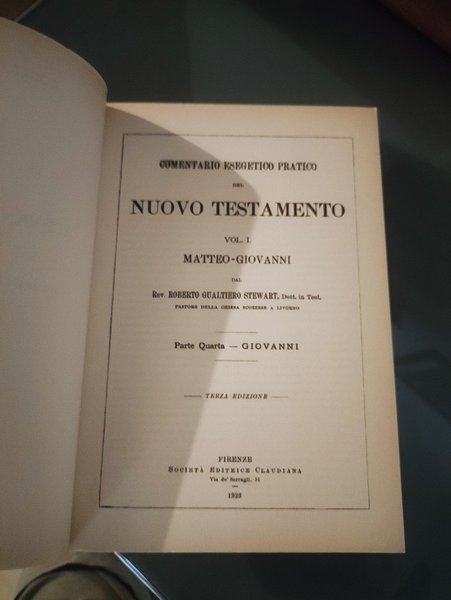 COMENTARIO ESEGETICO PRATICO
DEL
NUOVO TESTAMENTO
VOL. I.
MATTEO-GIOVANNI
DAL
Rev. ROBERTO GUALTIERO STEWART, Dott. in Teol.
PASTORE DELLA CHIESA SCOZZESE A LIVORNO
Parte Quarta — GIOVANNI
TERZA EDIZIONE
FIRENZE
SOCIETÀ EDITRICE CLAUDIANA
Via de' Serragli, 51
1923